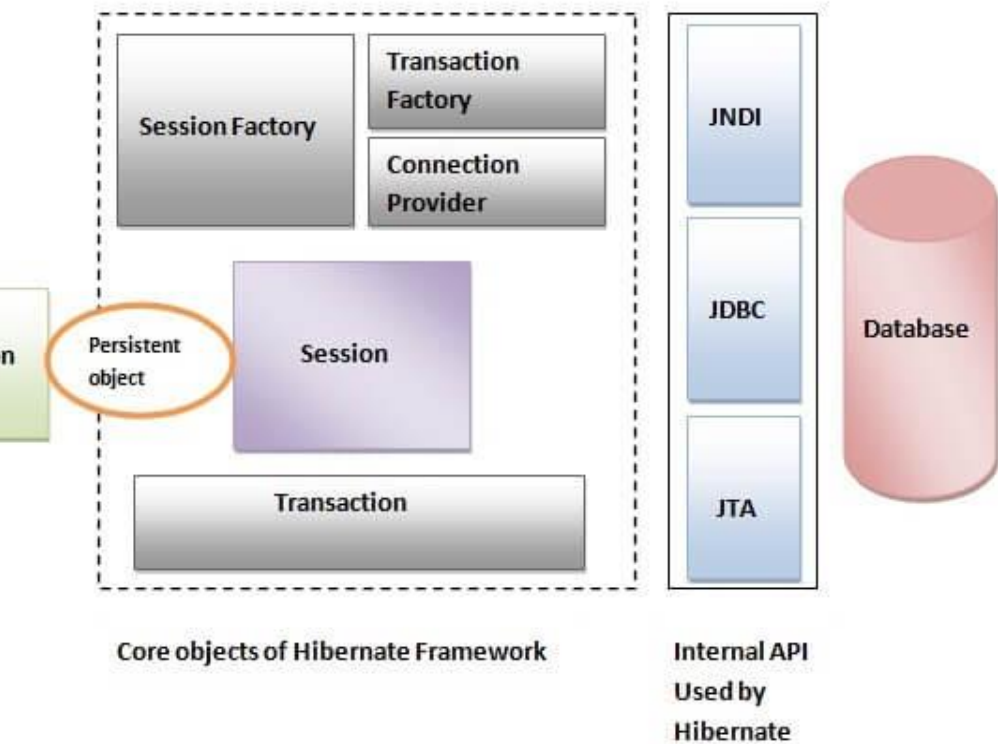 Session Factory
Transaction
Factory
Connection
Provider
Persistent
object
Session
Transaction
JNDI
JDBC
JTA
Database
Core objects of Hibernate Framework
Internal API
Used by
Hibernate